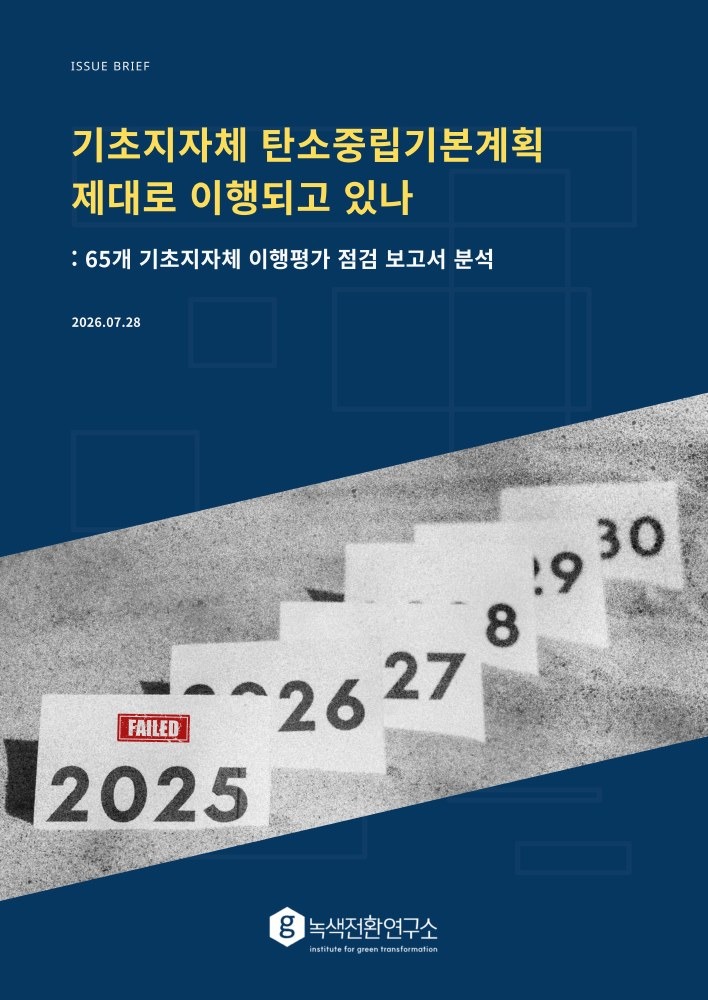 ISSUE BRIEF
기초지자체 탄소중립기본계획
제대로 이행되고 있나
: 65개 기초지자체 이행평가 점검 보고서 분석
2026.07.28
30
29
8
27
2026
FAILED
2025
g 녹색전환연구소
institute for green transformation